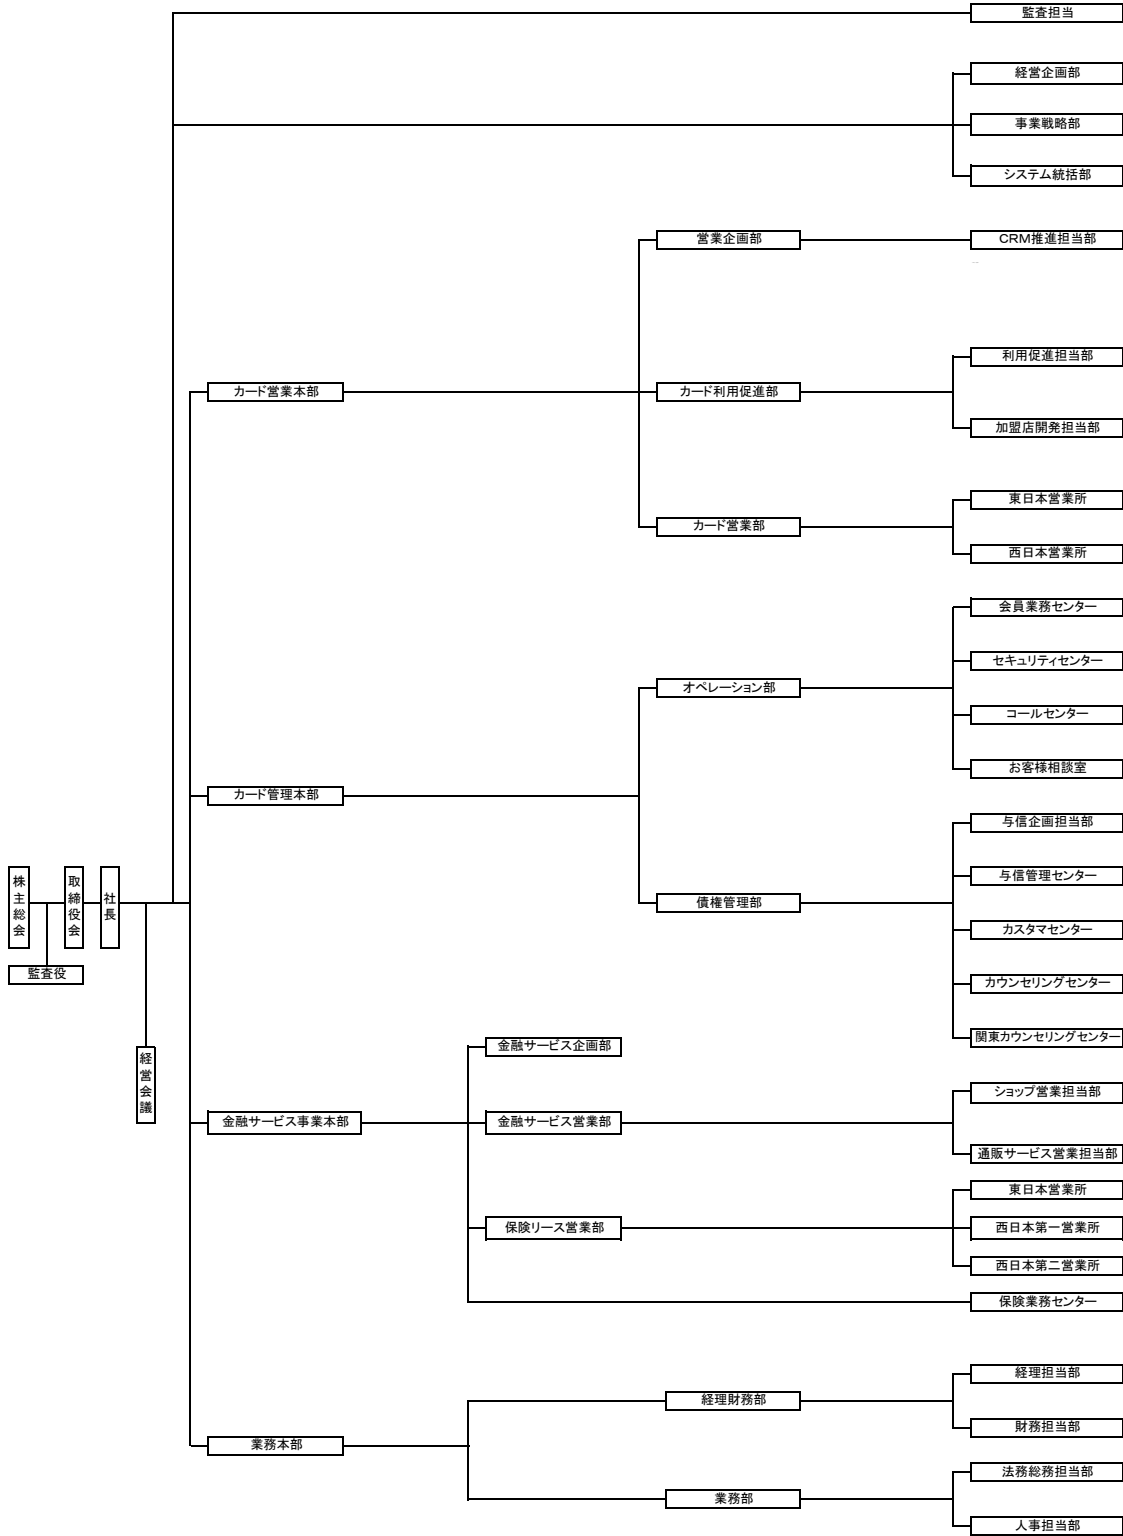 監査担当
経営企画部
事業戦略部
システム統括部
営業企画部
CRM推進担当部
利用促進担当部
カード営業本部
カード利用促進部
加盟店開発担当部
東日本営業所
カード営業部
西日本営業所
会員業務センター
セキュリティセンター
オペレーション部
コールセンター
お客様相談室
カード管理本部
与信企画担当部
与信管理センター
株主総会
取締役会
社長
債権管理部
カスタマセンター
監査役
カウンセリングセンター
関東カウンセリングセンター
経営会議
金融サービス企画部
ショップ営業担当部
金融サービス事業本部
金融サービス営業部
通販サービス営業担当部
東日本営業所
保険リース営業部
西日本第一営業所
西日本第二営業所
保険業務センター
経理担当部
経理財務部
財務担当部
業務本部
法務総務担当部
業務部
人事担当部